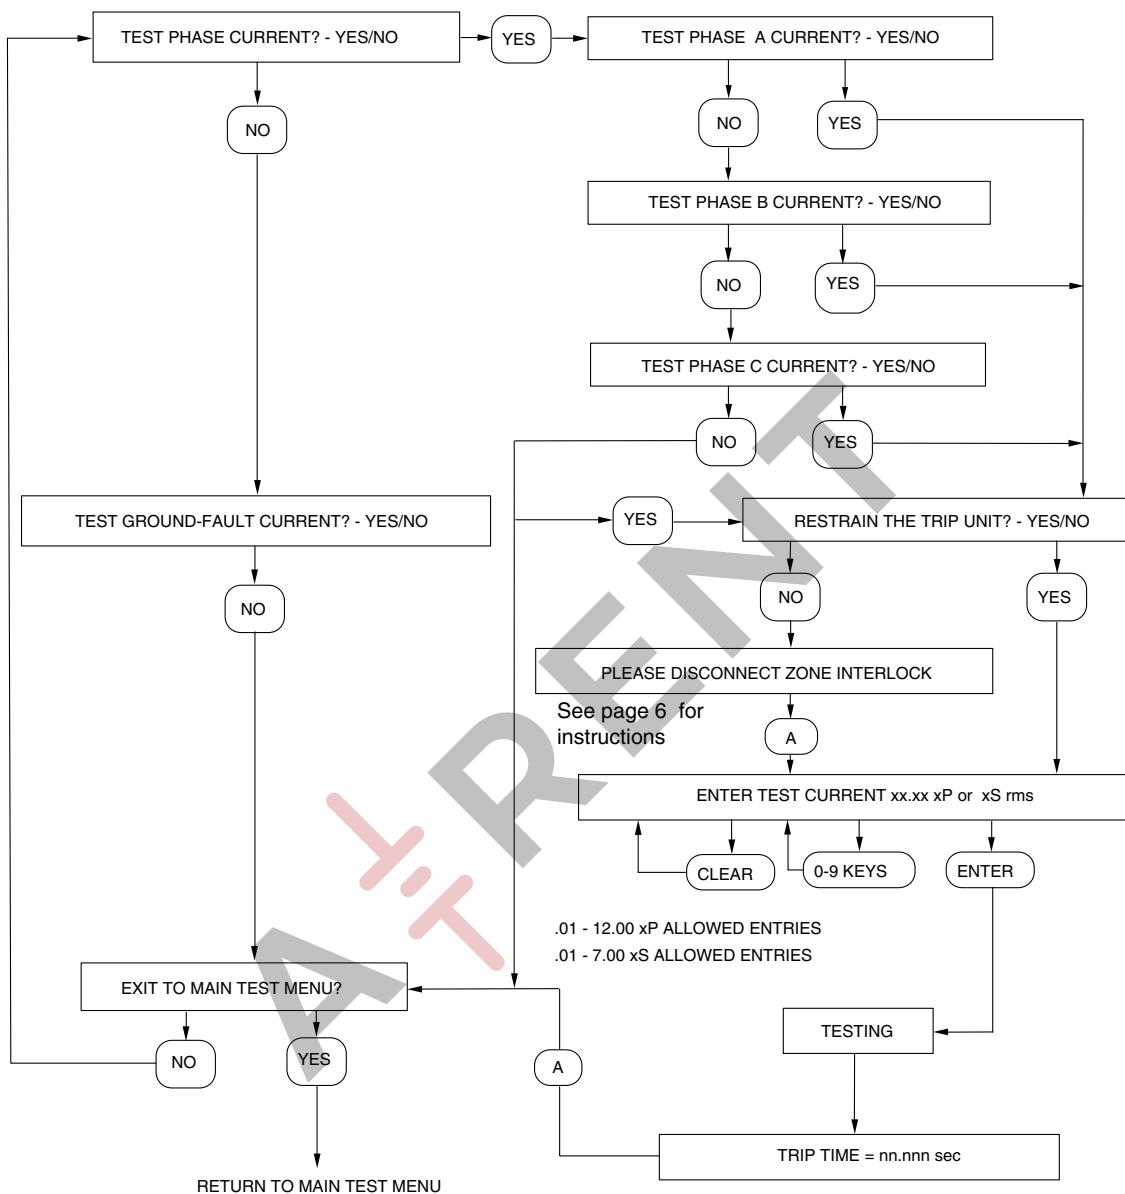 TEST PHASE CURRENT? - YES/NO
YES
TEST PHASE A CURRENT? - YES/NO
NO
NO
YES
TEST PHASE B CURRENT? - YES/NO
NO
YES
TEST PHASE C CURRENT? - YES/NO
NO
YES
TEST GROUND-FAULT CURRENT? - YES/NO
YES
RESTRAIN THE TRIP UNIT? - YES/NO
NO
NO
YES
PLEASE DISCONNECT ZONE INTERLOCK
See page 6 for
instructions
A
ENTER TEST CURRENT xx.xx xP or xS rms
CLEAR
0-9 KEYS
ENTER
.01 - 12.00 xP ALLOWED ENTRIES
.01 - 7.00 xS ALLOWED ENTRIES
EXIT TO MAIN TEST MENU?
TESTING
NO
YES
A
TRIP TIME = nn.nnn sec
RETURN TO MAIN TEST MENU
A RENT